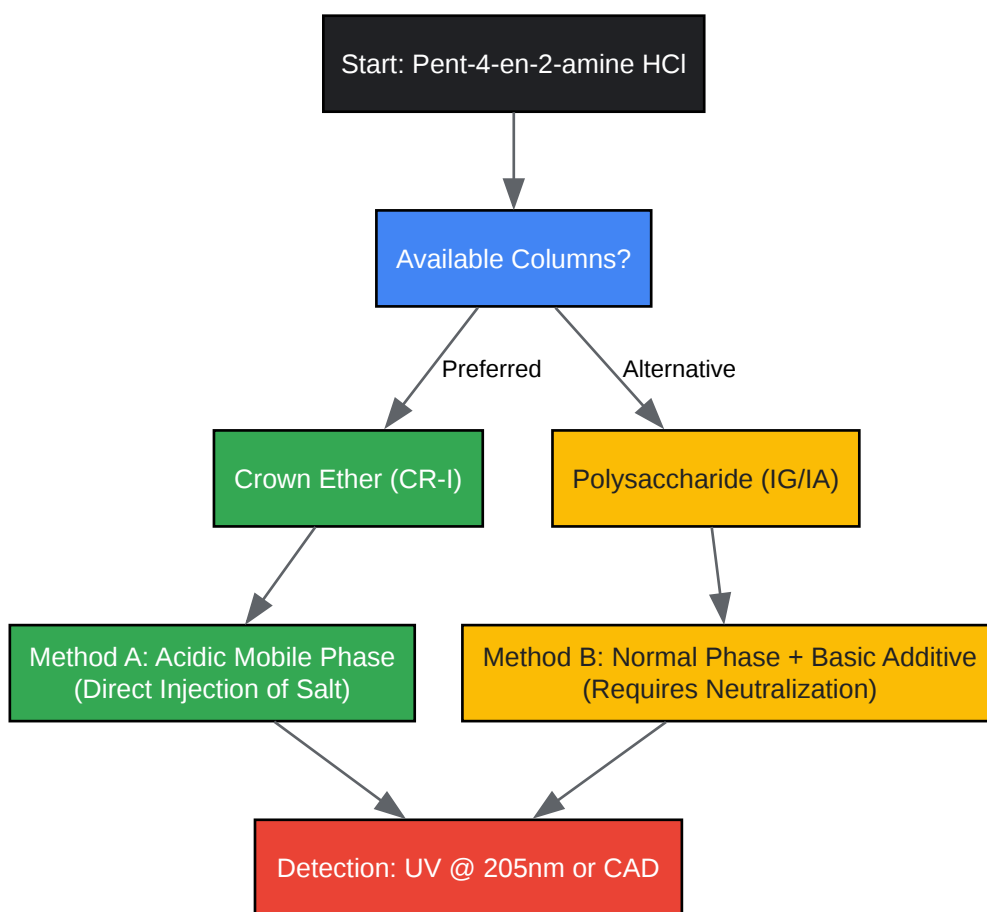 Start: Pent-4-en-2-amine HCl
Available Columns?
Preferred
Alternative
Crown Ether (CR-I)
Polysaccharide (IG/IA)
Method A: Acidic Mobile Phase
(Direct Injection of Salt)
Method B: Normal Phase + Basic Additive
(Requires Neutralization)
Detection: UV @ 205nm or CAD